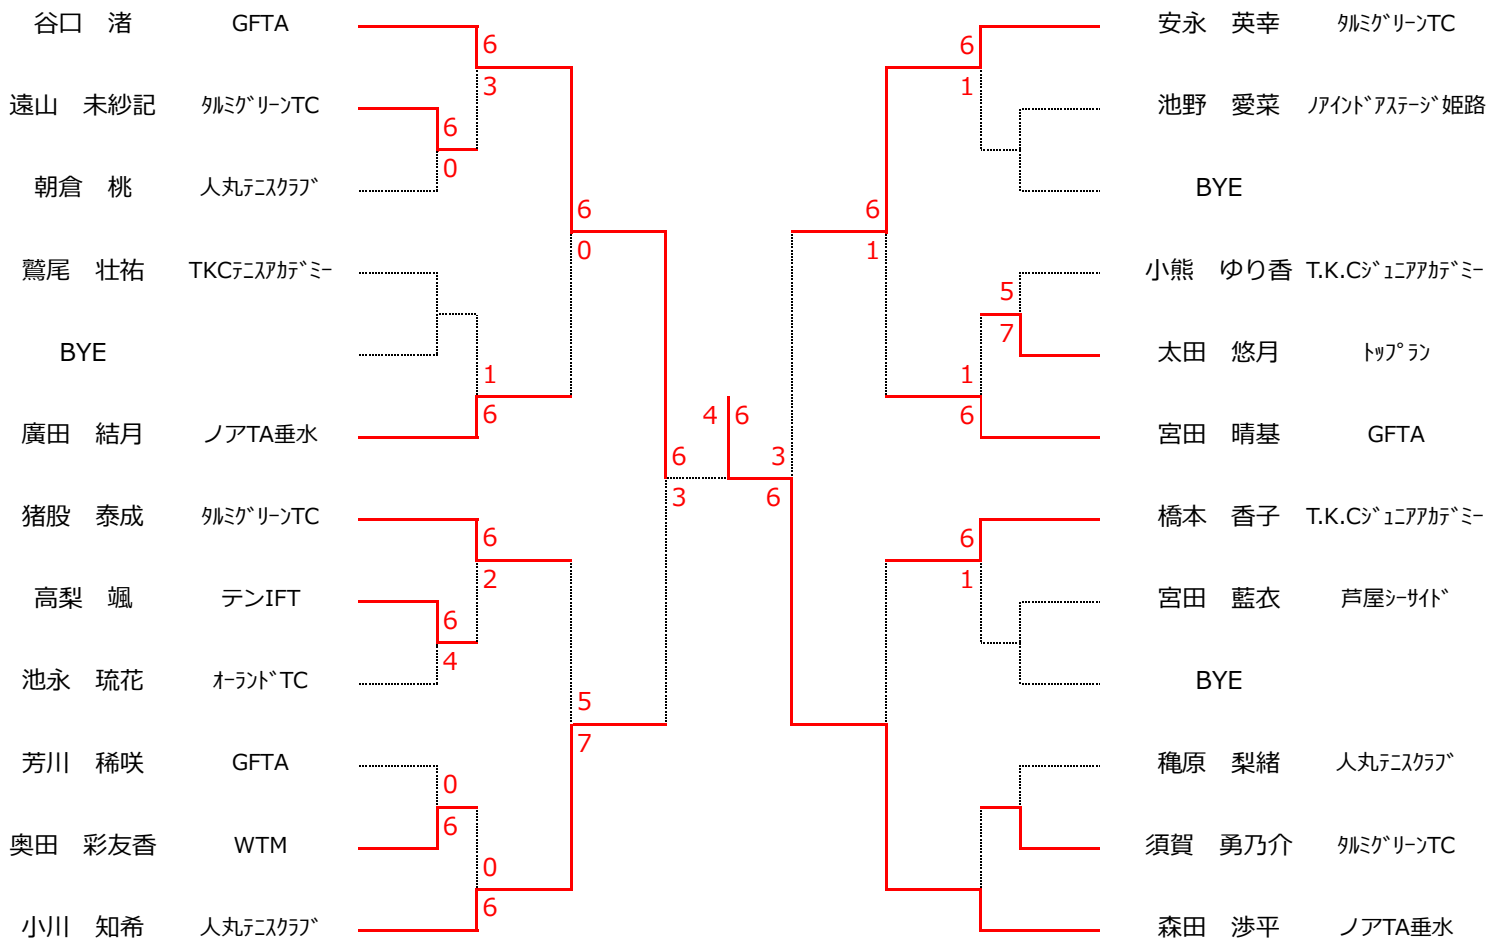 谷口　渚　GFTA
6
3
遠山　未紗記　ﾀﾙﾐｸﾞﾘｰﾝTC
6
0
朝倉　桃　人丸ﾃﾆｽｸﾗﾌﾞ
6
0
鷲尾　壮祐　TKCﾃﾆｽｱｶﾃﾞﾐｰ
BYE
1
6
廣田　結月　ノアTA垂水
6
3
猪股　泰成　ﾀﾙﾐｸﾞﾘｰﾝTC
6
2
高梨　颯　テンIFT
6
4
池永　琉花　ｵｰﾗﾝﾄﾞTC
5
7
芳川　稀咲　GFTA
0
6
奥田　彩友香　WTM
0
6
小川　知希　人丸ﾃﾆｽｸﾗﾌﾞ
4 6
安永　英幸　ﾀﾙﾐｸﾞﾘｰﾝTC
6
1
池野　愛菜　ﾉｱｲﾝﾄﾞｱｽﾃｰｼﾞ姫路
BYE
6
1
小熊　ゆり香　T.K.Cｼﾞｭﾆｱｱｶﾃﾞﾐｰ
5
7
太田　悠月　ﾄｯﾌﾟﾗﾝ
1
6
宮田　晴基　GFTA
3
6
橋本　香子　T.K.Cｼﾞｭﾆｱｱｶﾃﾞﾐｰ
6
1
宮田　藍衣　芦屋ｼｰｻｲﾄﾞ
BYE
穐原　梨緒　人丸ﾃﾆｽｸﾗﾌﾞ
須賀　勇乃介　ﾀﾙﾐｸﾞﾘｰﾝTC
森田　渉平　ノアTA垂水